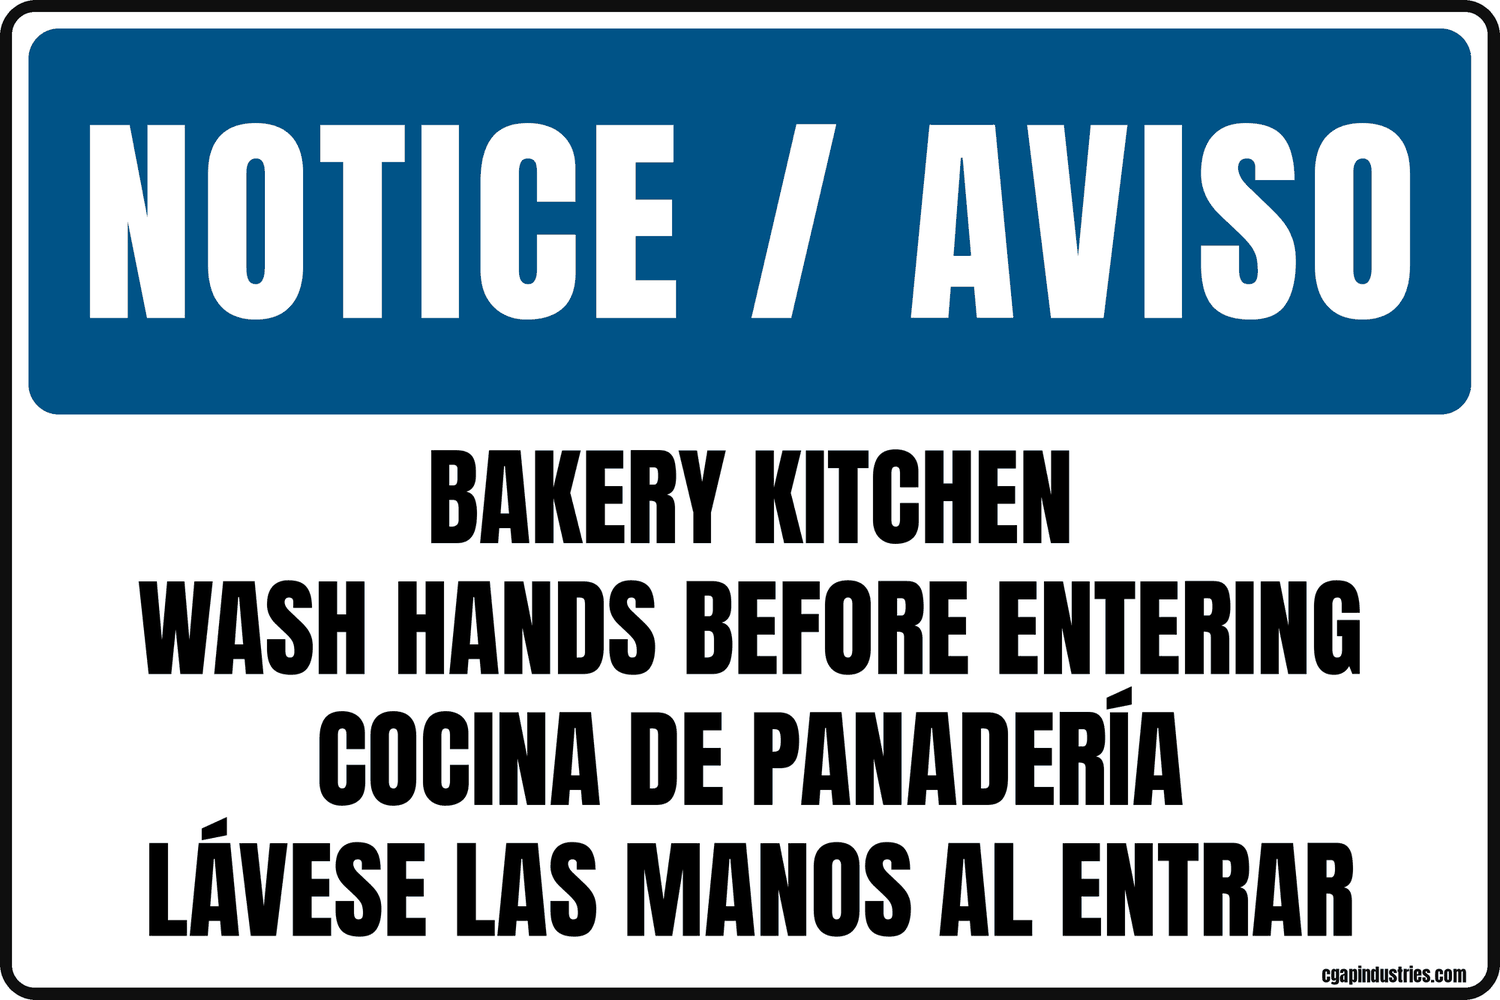 NOTICE / AVISO
BAKERY KITCHEN
WASH HANDS BEFORE ENTERING
COCINA DE PANADERÍA
LÁVESE LAS MANOS AL ENTRAR
cgapindustries.com